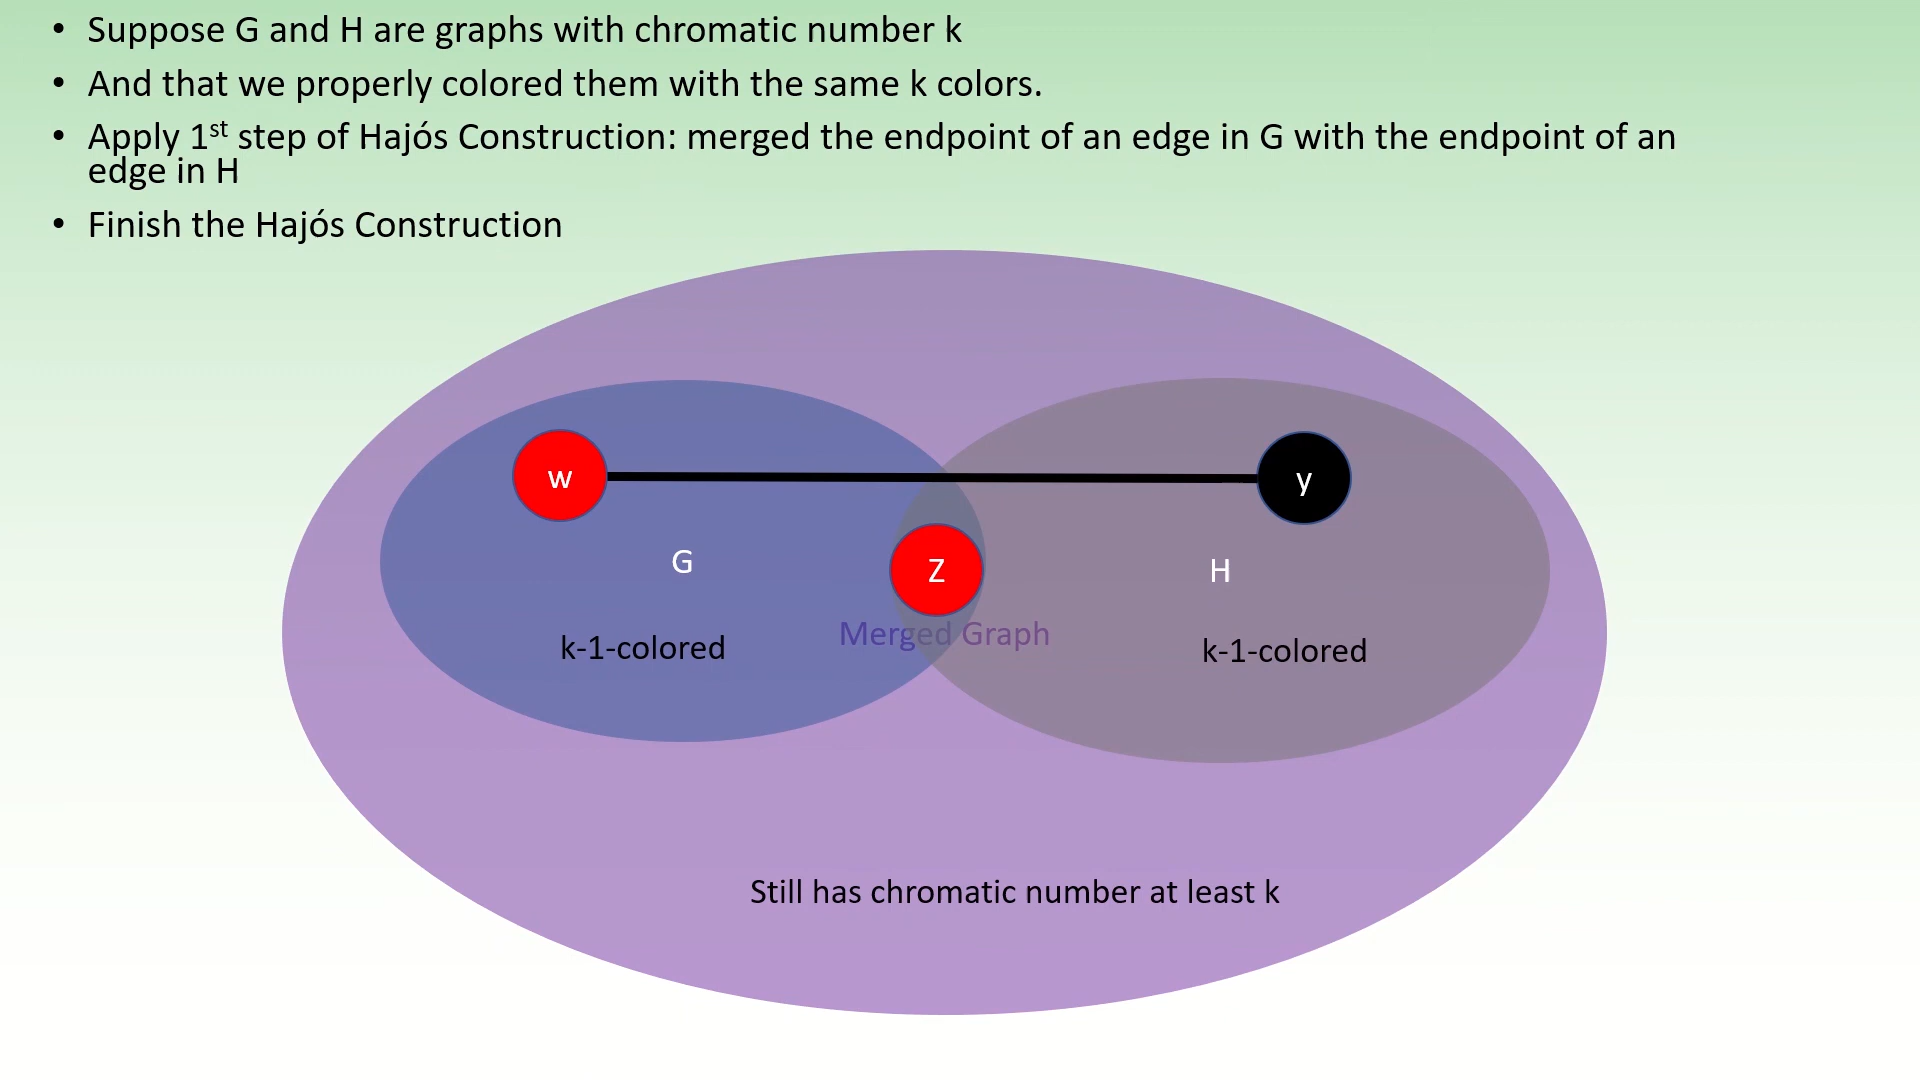 • Suppose G and H are graphs with chromatic number k
• And that we properly colored them with the same k colors.
• Apply 1st step of Hajós Construction: merged the endpoint of an edge in G with the endpoint of an
edge in H
• Finish the Hajós Construction
w
y
G
Z
H
Merged Graph
k-1-colored
k-1-colored
Still has chromatic number at least k